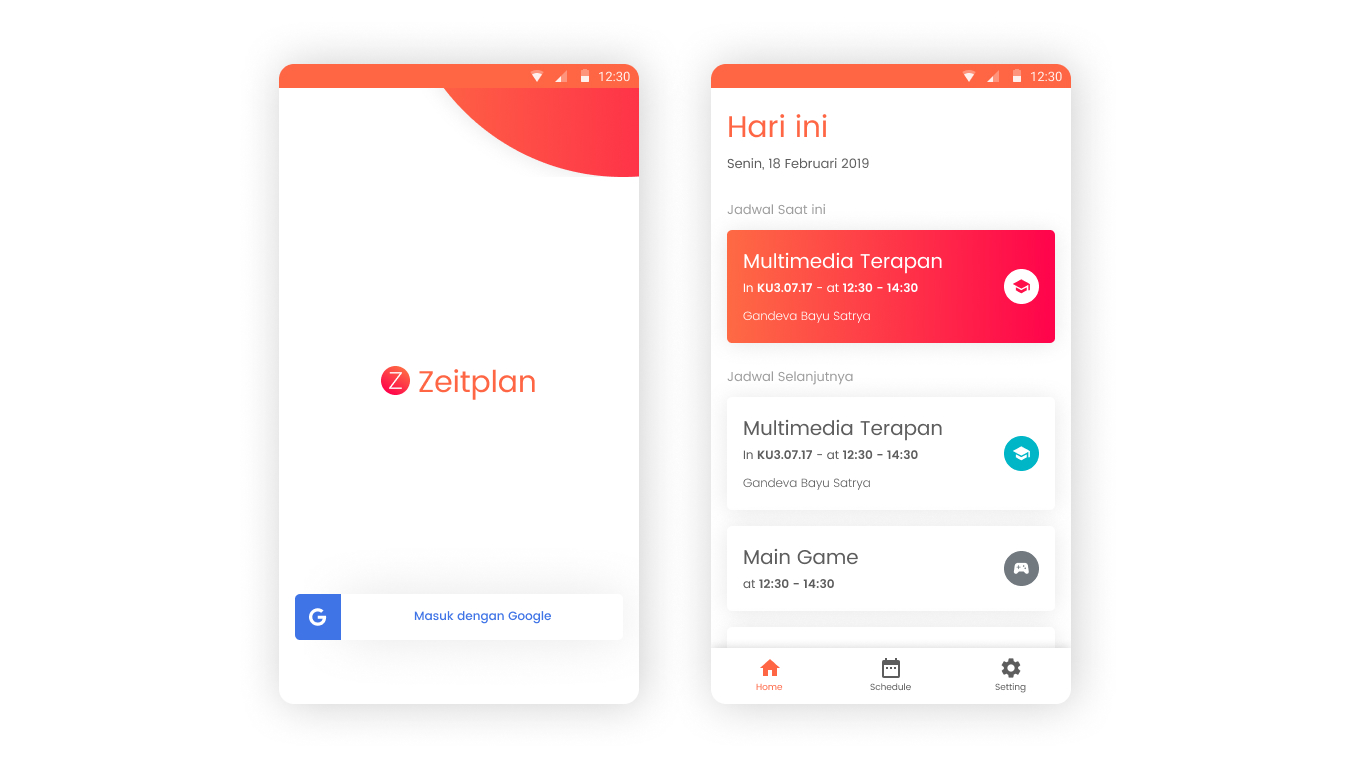 12:30
Z Zeitplan
G Masuk dengan Google
12:30
Hari ini
Senin, 18 Februari 2019
Jadwal Saat ini
Multimedia Terapan
In KU3.07.17 - at 12:30 - 14:30
Gandeva Bayu Satrya
Jadwal Selanjutnya
Multimedia Terapan
In KU3.07.17 - at 12:30 - 14:30
Gandeva Bayu Satrya
Main Game
at 12:30 - 14:30
Home Schedule Setting